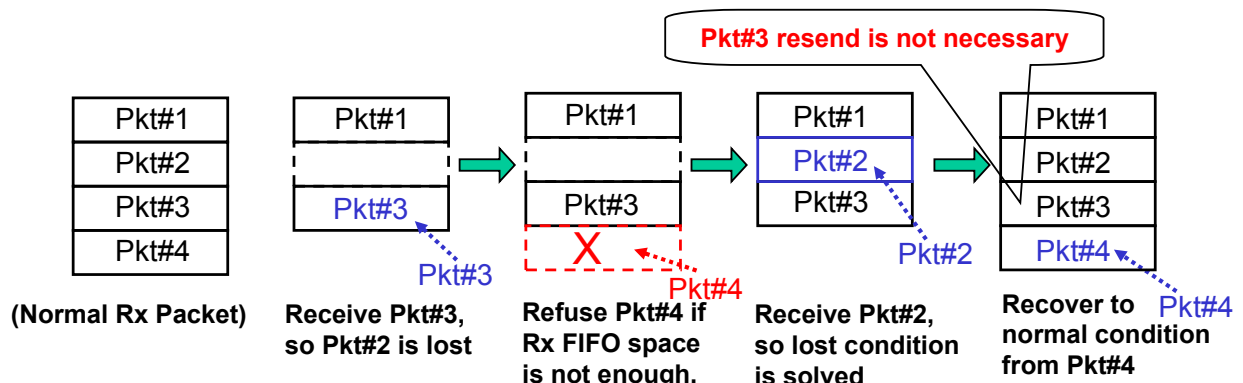 Pkt#3 resend is not necessary
Pkt#1
Pkt#2
Pkt#3
Pkt#4
(Normal Rx Packet)
Pkt#1
Pkt#3
Pkt#3
Receive Pkt#3,
so Pkt#2 is lost
Pkt#1
Pkt#3
X
Pkt#4
Refuse Pkt#4 if
Rx FIFO space
is not enough.
Pkt#1
Pkt#2
Pkt#3
Pkt#2
Receive Pkt#2,
so lost condition
is solved
Pkt#1
Pkt#2
Pkt#3
Pkt#4
Pkt#4
Recover to
normal condition
from Pkt#4